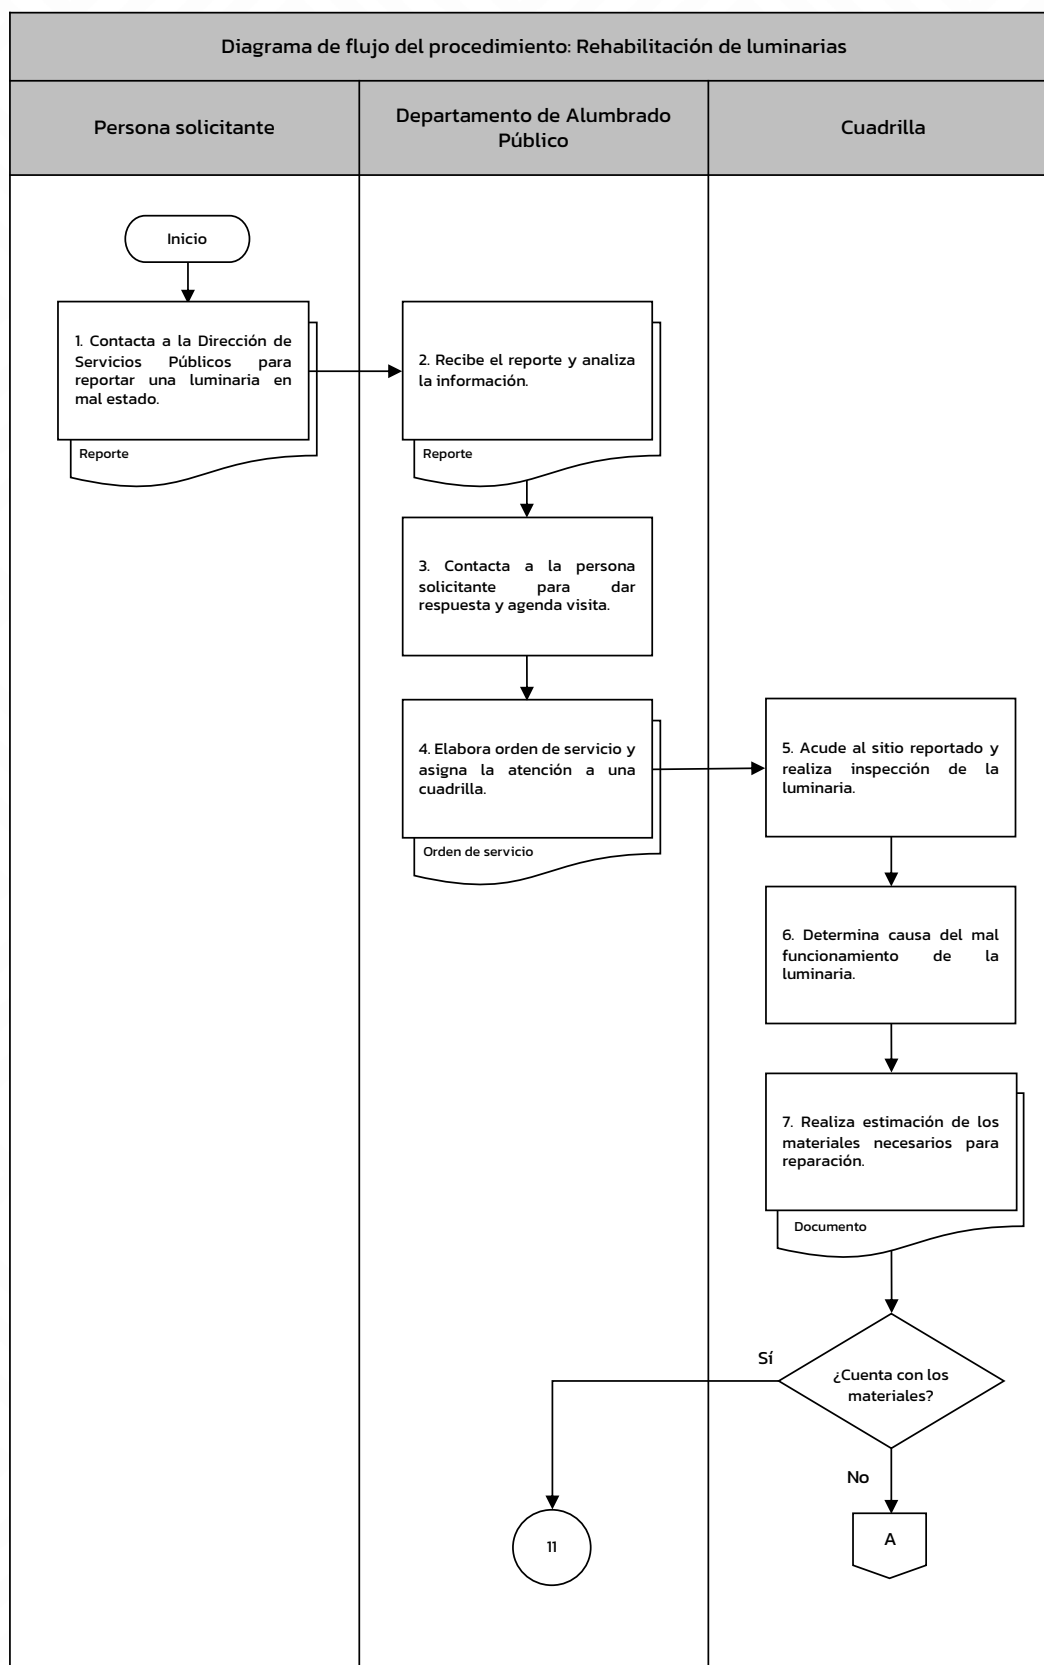 Diagrama de flujo del procedimiento: Rehabilitación de luminarias
Persona solicitante
Departamento de Alumbrado
Público
Cuadrilla
Inicio
1. Contacta a la Dirección de
Servicios Públicos para
reportar una luminaria en
mal estado.
Reporte
2. Recibe el reporte y analiza
la información.
Reporte
3. Contacta a la persona
solicitante para dar
respuesta y agenda visita.
4. Elabora orden de servicio y
asigna la atención a una
cuadrilla.
Orden de servicio
5. Acude al sitio reportado y
realiza inspección de la
luminaria.
6. Determina causa del mal
funcionamiento de la
luminaria.
7. Realiza estimación de los
materiales necesarios para
reparación.
Documento
¿Cuenta con los
materiales?
Sí
No
11
A